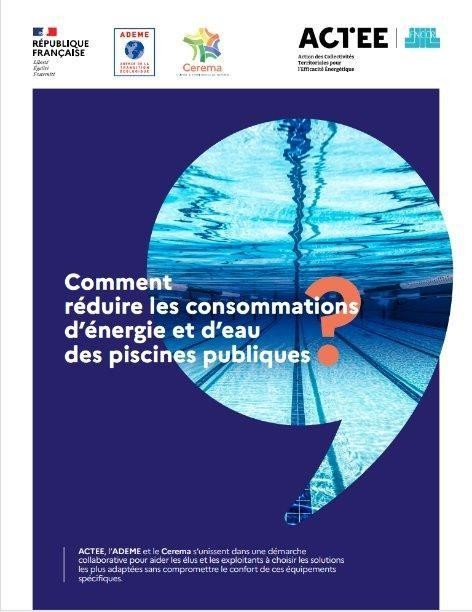 RÉPUBLIQUE
FRANÇAISE
Liberté
Égalité
Fraternité
ADEME
AGENCE DE LA
TRANSITION
ÉCOLOGIQUE
Cerema
ACTEE
Action des Collectivités
Territoriales pour
l'Efficacité Énergétique
FNCCR
Comment
réduire les consommations
d'énergie et d'eau
des piscines publiques ?
ACTEE, l'ADEME et le Cerema s'unissent dans une démarche
collaborative pour aider les élus et les exploitants à choisir les solutions
les plus adaptées sans compromettre le confort de ces équipements
spécifiques.